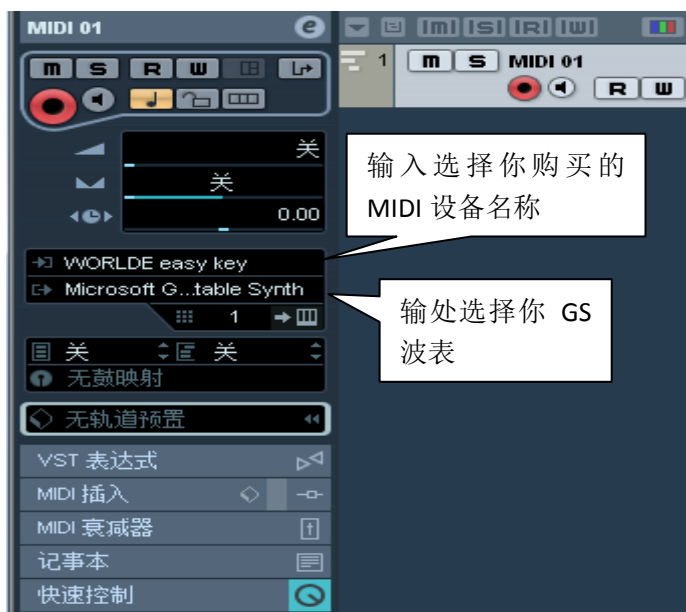 MIDI 01
e
m S R W
m S R W
1 m S MIDI 01
R W
关
关
0.00
输入选择你购买的
MIDI 设备名称
WORLDE easy key
Microsoft G...table Synth
1
输处选择你 GS
波表
关 关
无鼓映射
无轨道预置
VST 表达式
MIDI 插入
MIDI 衰减器
记事本
快速控制